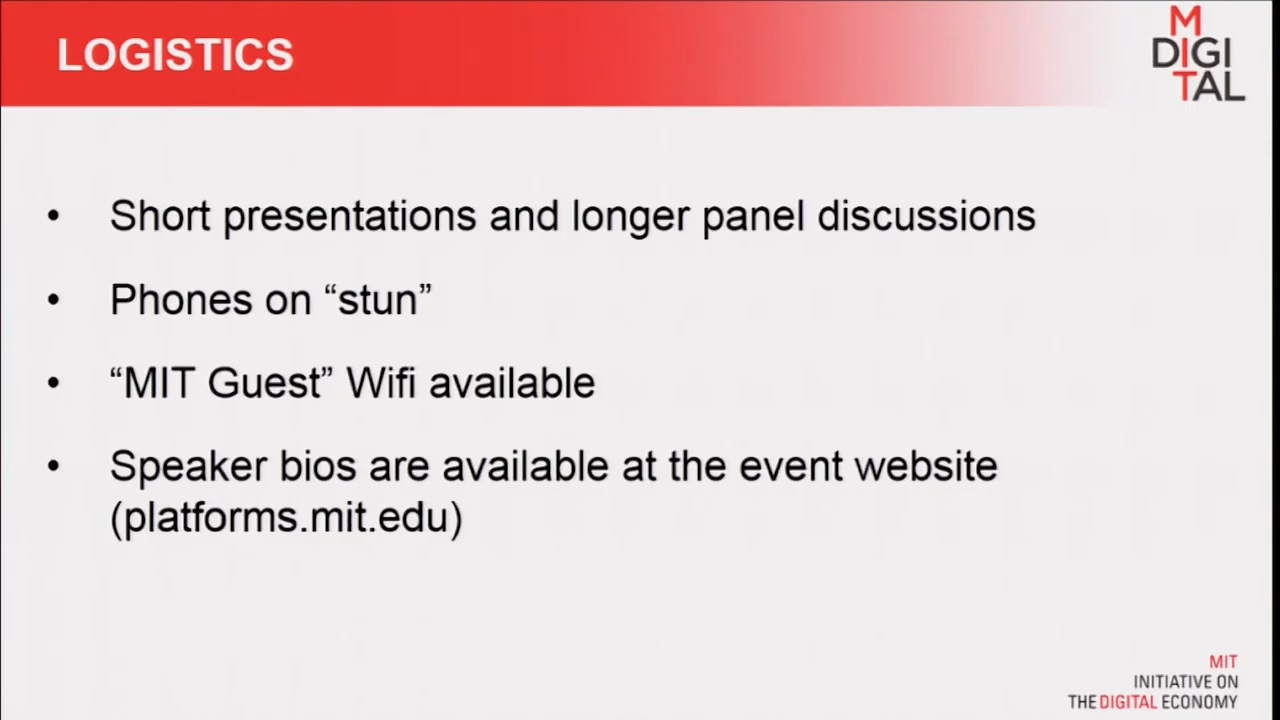 LOGISTICS
M
DIGI
TAL
• Short presentations and longer panel discussions
• Phones on “stun”
• “MIT Guest” Wifi available
• Speaker bios are available at the event website
(platforms.mit.edu)
MIT
INITIATIVE ON
THE DIGITAL ECONOMY